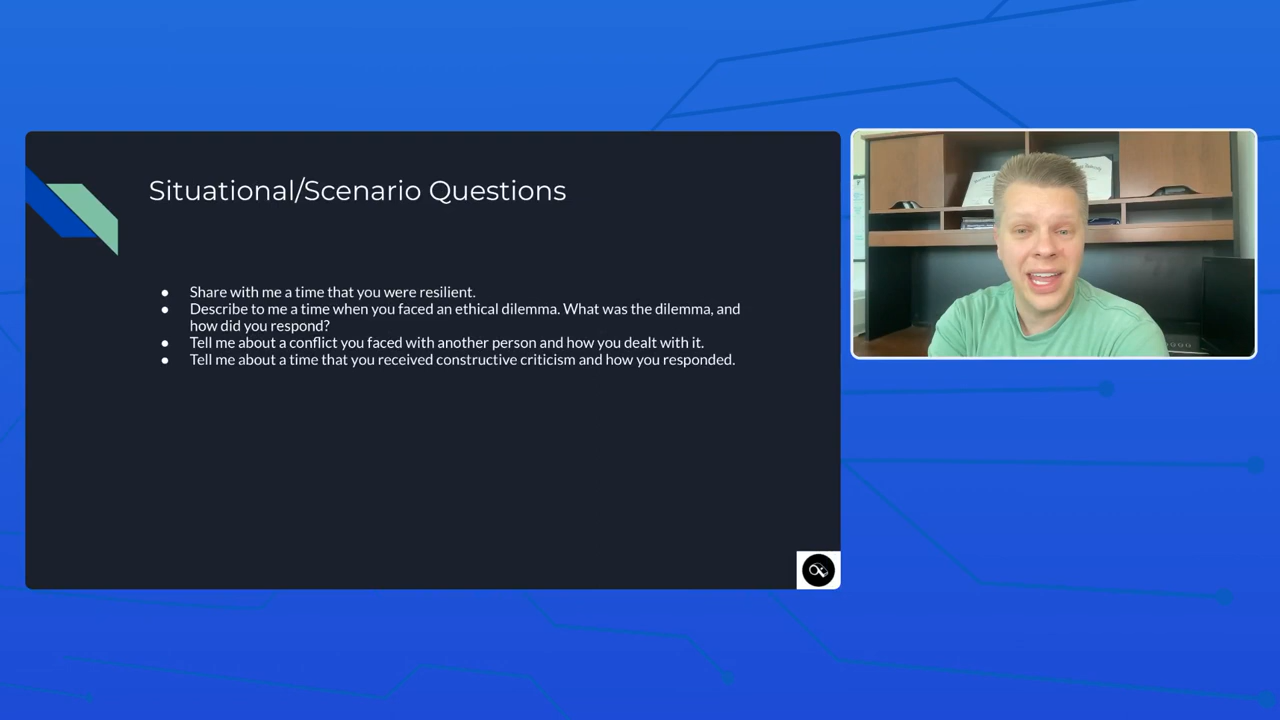 Situational/Scenario Questions
● Share with me a time that you were resilient.
● Describe to me a time when you faced an ethical dilemma. What was the dilemma, and
how did you respond?
● Tell me about a conflict you faced with another person and how you dealt with it.
● Tell me about a time that you received constructive criticism and how you responded.